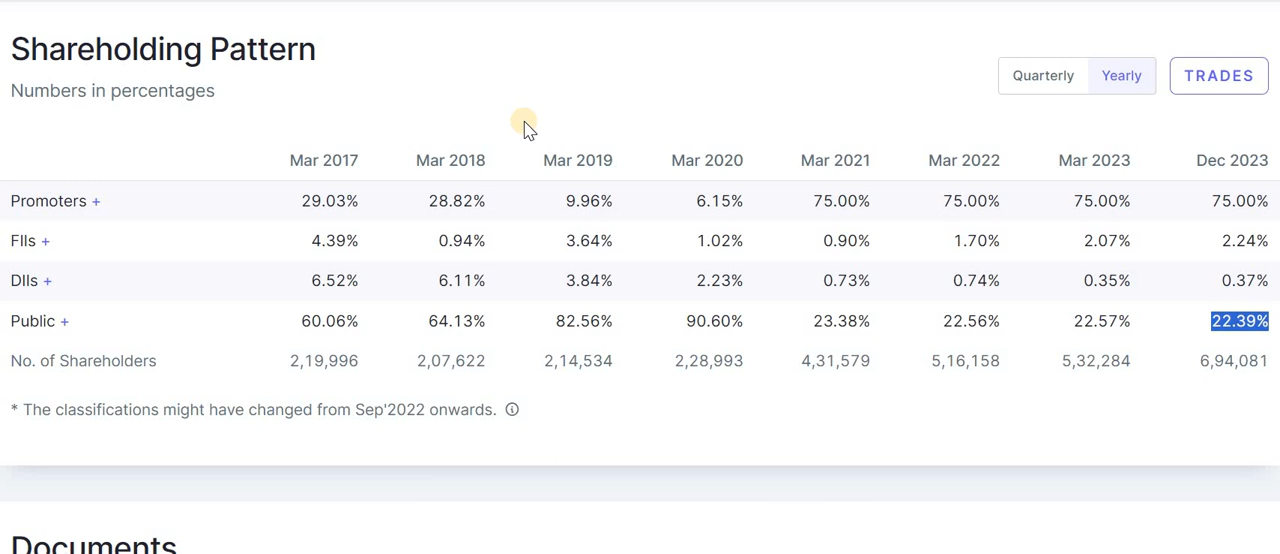 Shareholding Pattern
Numbers in percentages
Quarterly Yearly TRADES
Mar 2017 Mar 2018 Mar 2019 Mar 2020 Mar 2021 Mar 2022 Mar 2023 Dec 2023
Promoters + 29.03% 28.82% 9.96% 6.15% 75.00% 75.00% 75.00% 75.00%
FIIs + 4.39% 0.94% 3.64% 1.02% 0.90% 1.70% 2.07% 2.24%
DIIs + 6.52% 6.11% 3.84% 2.23% 0.73% 0.74% 0.35% 0.37%
Public + 60.06% 64.13% 82.56% 90.60% 23.38% 22.56% 22.57% 22.39%
No. of Shareholders 2,19,996 2,07,622 2,14,534 2,28,993 4,31,579 5,16,158 5,32,284 6,94,081
* The classifications might have changed from Sep'2022 onwards.
Documents